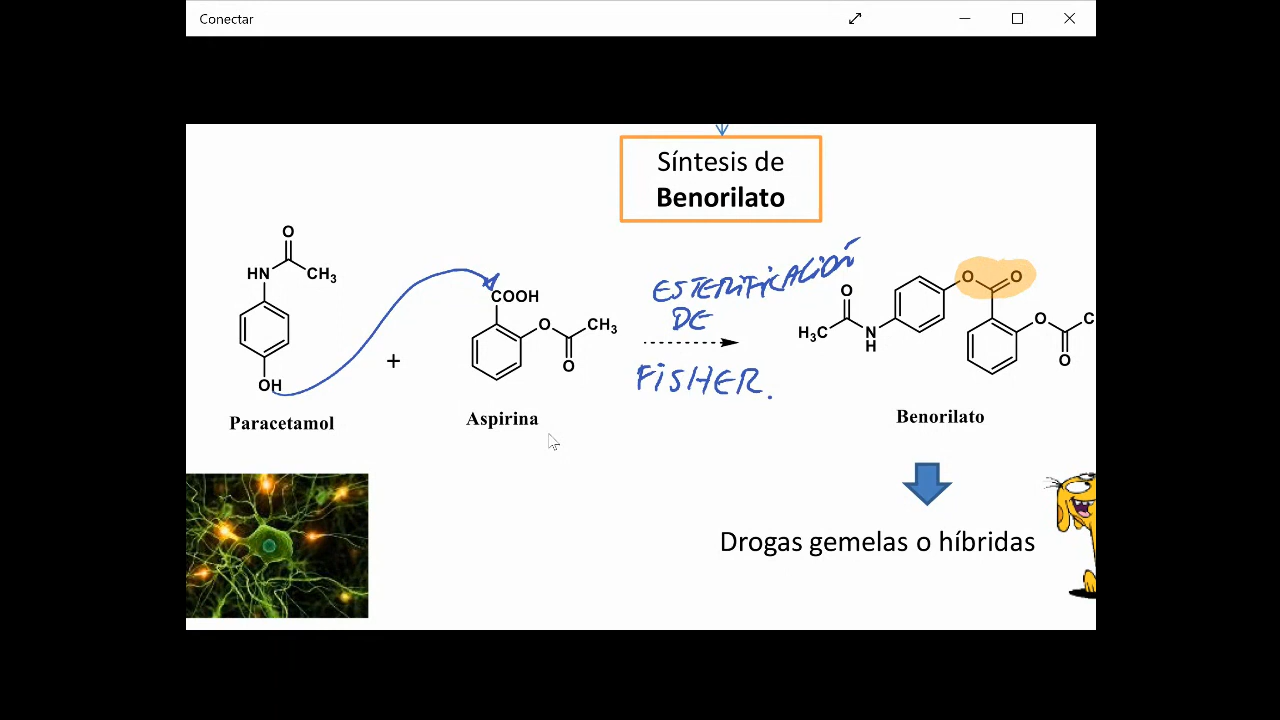 Conectar
Síntesis de
Benorilato
O
HN
CH3
OH
Paracetamol
+
COOH
O
CH3
O
Aspirina
ESTERIFICACIÓN
DE
FISHER.
O
O
O
H3C
N
H
O
C
O
Benorilato
Drogas gemelas o híbridas